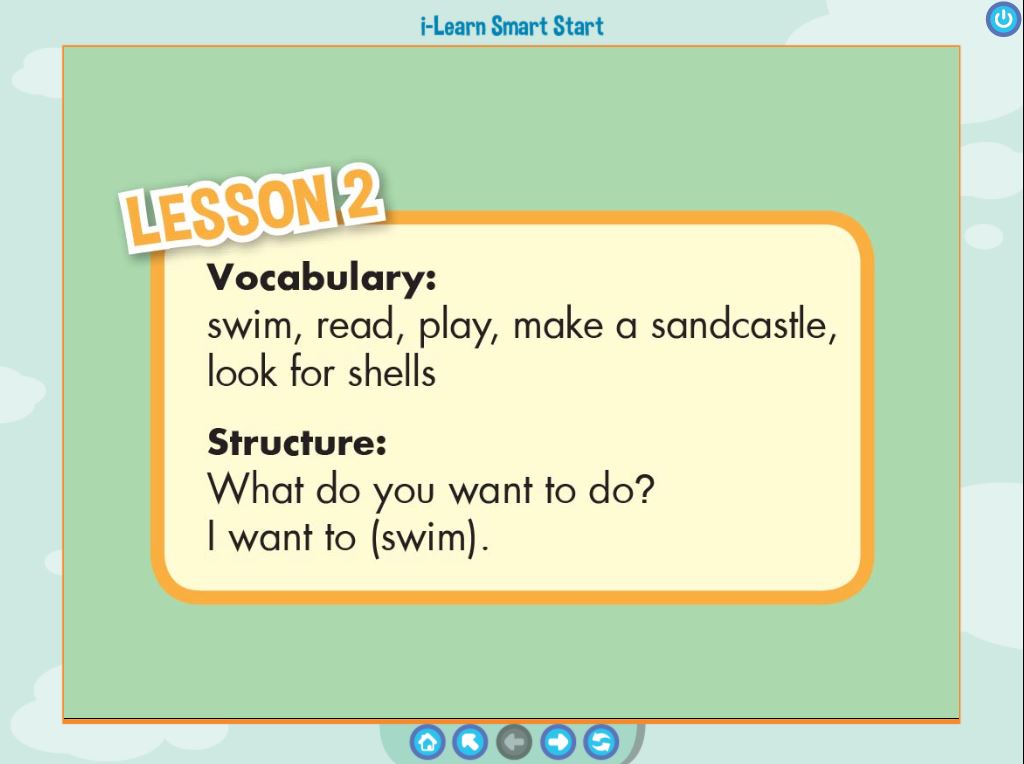 i-Learn Smart Start
LESSON 2
Vocabulary:
swim, read, play, make a sandcastle,
look for shells
Structure:
What do you want to do?
I want to (swim).